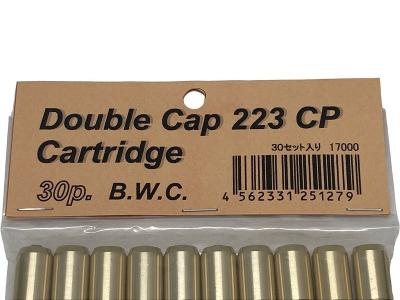 Double Cap 223 CP
Cartridge
30セット入り 17000
30p. B.W.C.
4 562331 251279